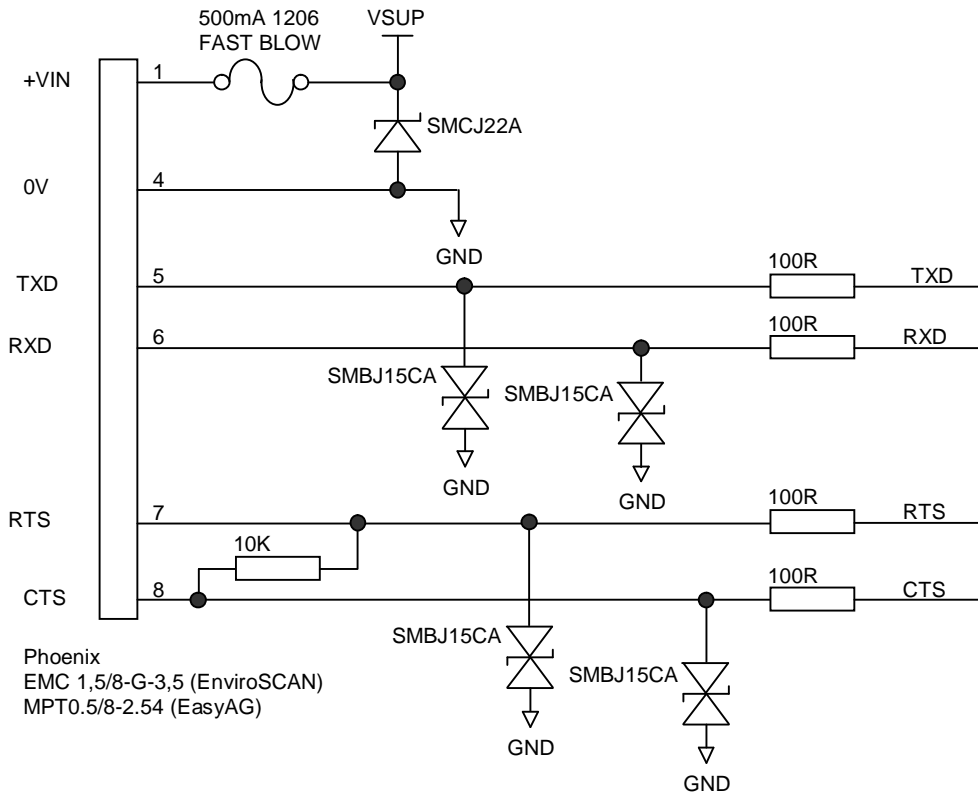 500mA 1206
FAST BLOW
VSUP
+VIN
1
SMCJ22A
0V
4
GND
TXD
5
100R
TXD
RXD
6
100R
RXD
SMBJ15CA
SMBJ15CA
GND
GND
RTS
7
100R
RTS
10K
CTS
8
100R
CTS
SMBJ15CA
SMBJ15CA
Phoenix
EMC 1,5/8-G-3,5 (EnviroSCAN)
MPT0.5/8-2.54 (EasyAG)
GND
GND